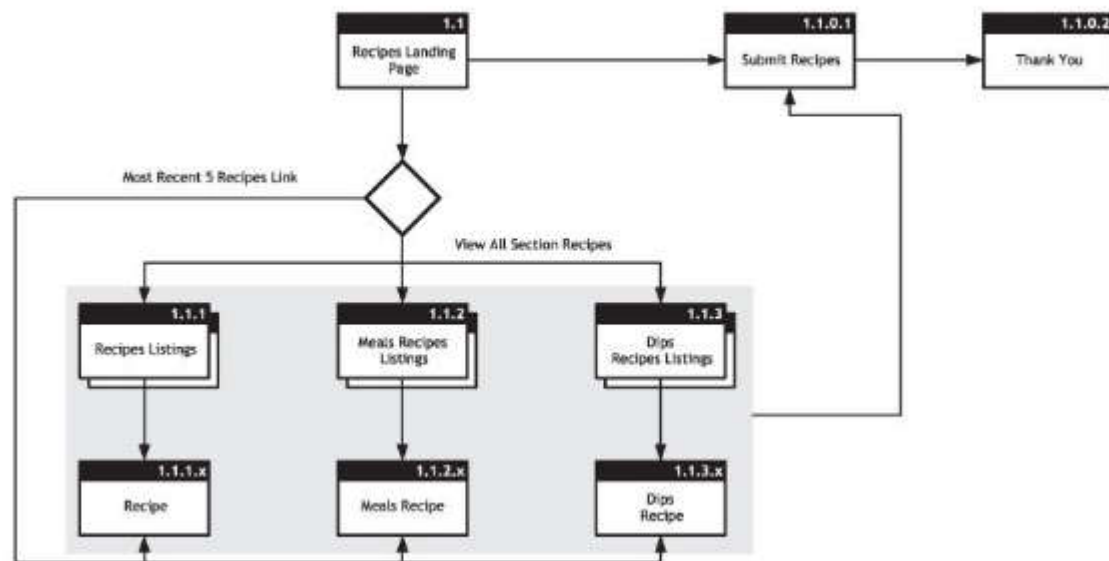 1.1
Recipes Landing
Page
1.1.0.1
Submit Recipes
1.1.0.2
Thank You
Most Recent 5 Recipes Link
View All Section Recipes
1.1.1
Recipes Listings
1.1.2
Meals Recipes
Listings
1.1.3
Dips
Recipes Listings
1.1.1.x
Recipe
1.1.2.x
Meals Recipe
1.1.3.x
Dips
Recipe